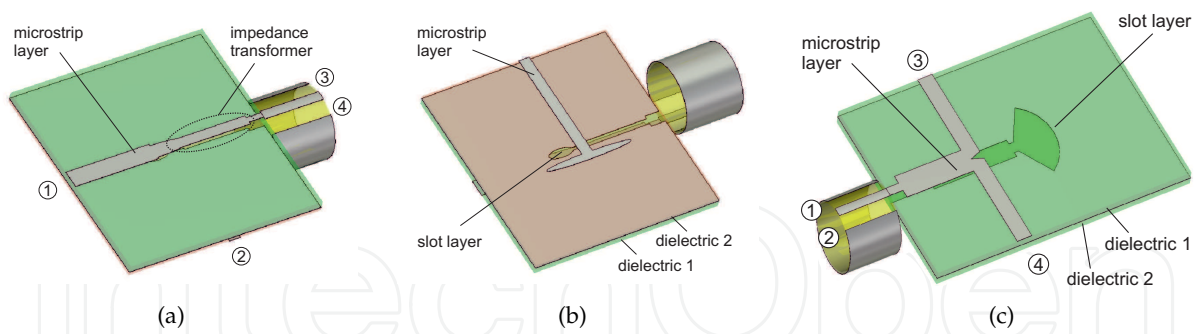 microstrip
layer
impedance
transformer
③
④
①
②
(a)
microstrip
layer
slot layer
dielectric 2
dielectric 1
(b)
slot layer
microstrip
layer
③
①
②
④
dielectric 1
dielectric 2
(c)
IntechOpen